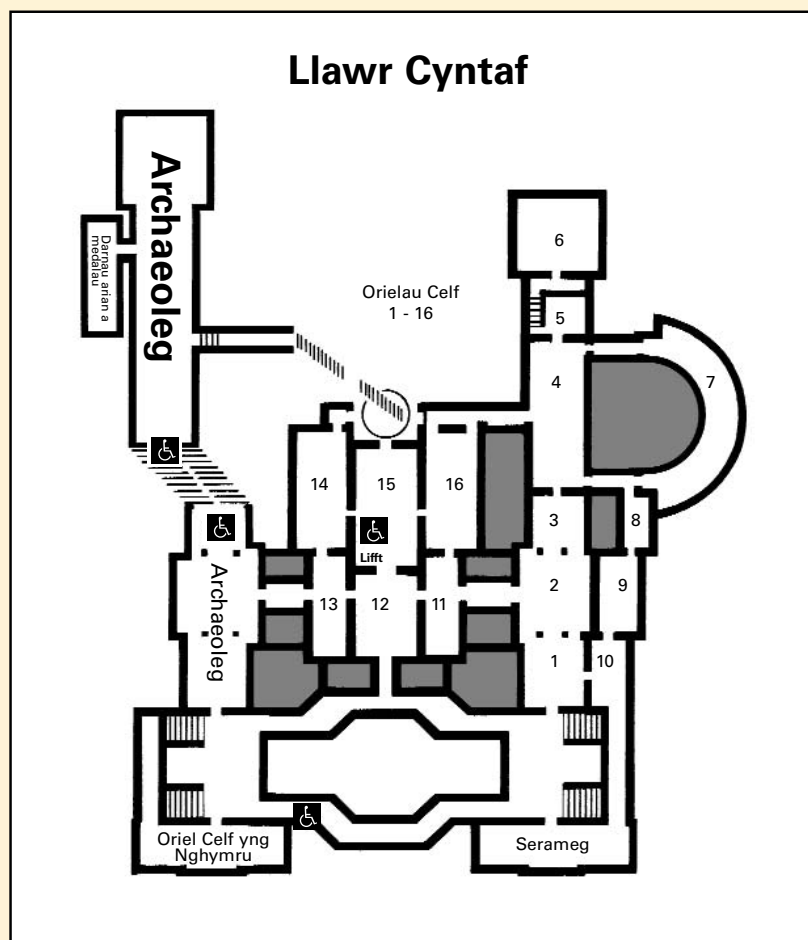 Llawr Cyntaf
Archaeoleg
Darnau arian a
medalau
Orielau Celf
1 - 16
6
5
4
7
14
15
16
3
8
Lifft
Archaeoleg
13
12
11
2
9
1
10
Oriel Celf yng
Nghymru
Serameg